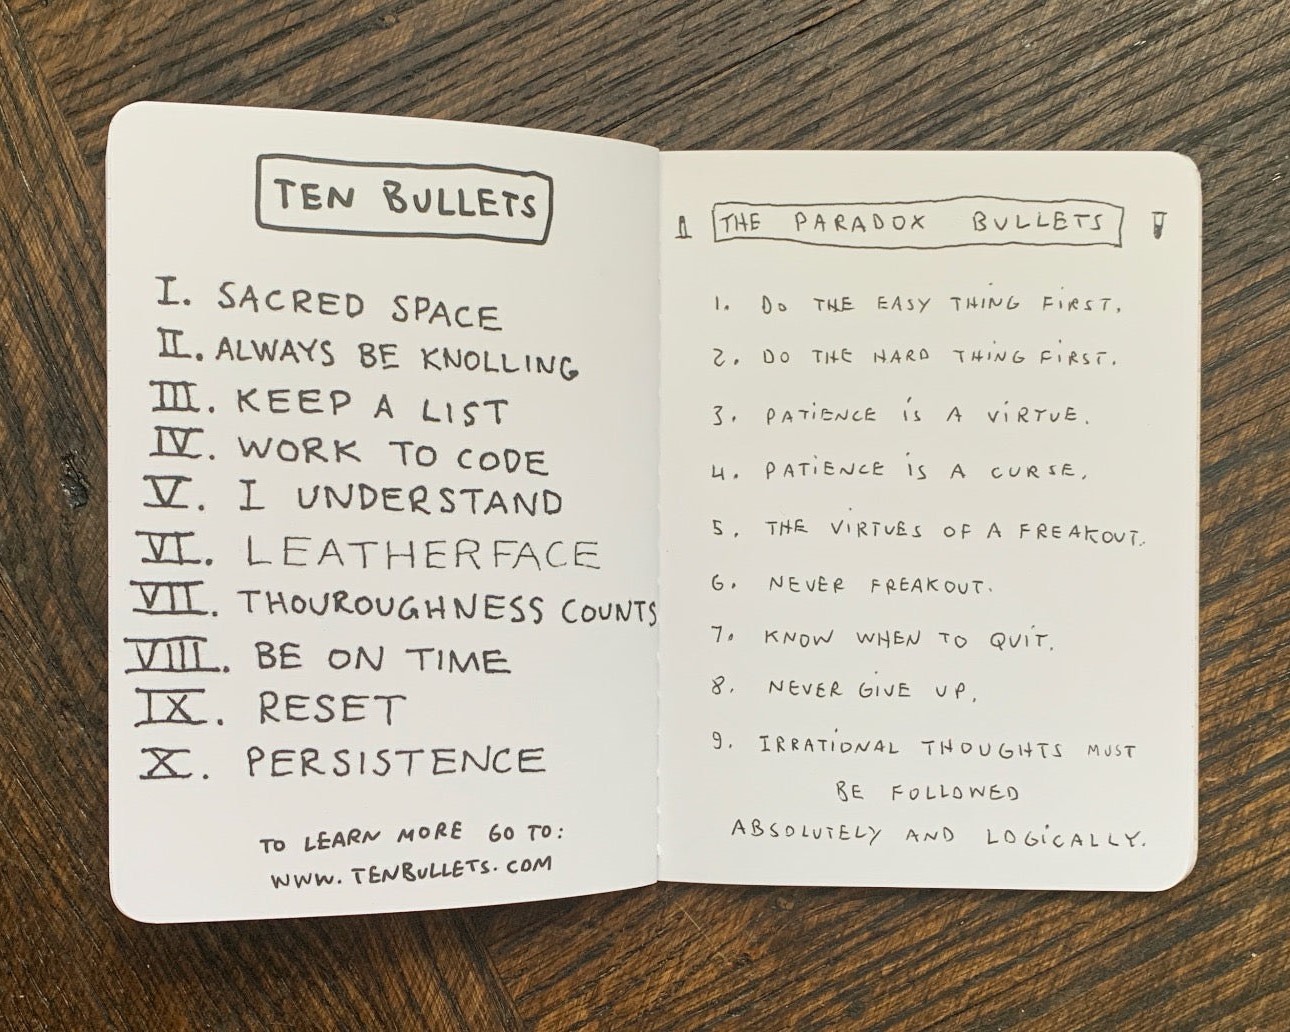 TEN BULLETS
I. SACRED SPACE
II. ALWAYS BE KNOLLING
III. KEEP A LIST
IV. WORK TO CODE
V. I UNDERSTAND
VI. LEATHERFACE
VII. THOUROUGHNESS COUNTS
VIII. BE ON TIME
IX. RESET
X. PERSISTENCE
TO LEARN MORE GO TO:
WWW.TENBULLETS.COM
THE PARADOX BULLETS
1. DO THE EASY THING FIRST.
2. DO THE HARD THING FIRST.
3. PATIENCE IS A VIRTUE.
4. PATIENCE IS A CURSE.
5. THE VIRTUES OF A FREAKOUT.
6. NEVER FREAKOUT.
7. KNOW WHEN TO QUIT.
8. NEVER GIVE UP.
9. IRRATIONAL THOUGHTS MUST
BE FOLLOWED
ABSOLUTELY AND LOGICALLY.